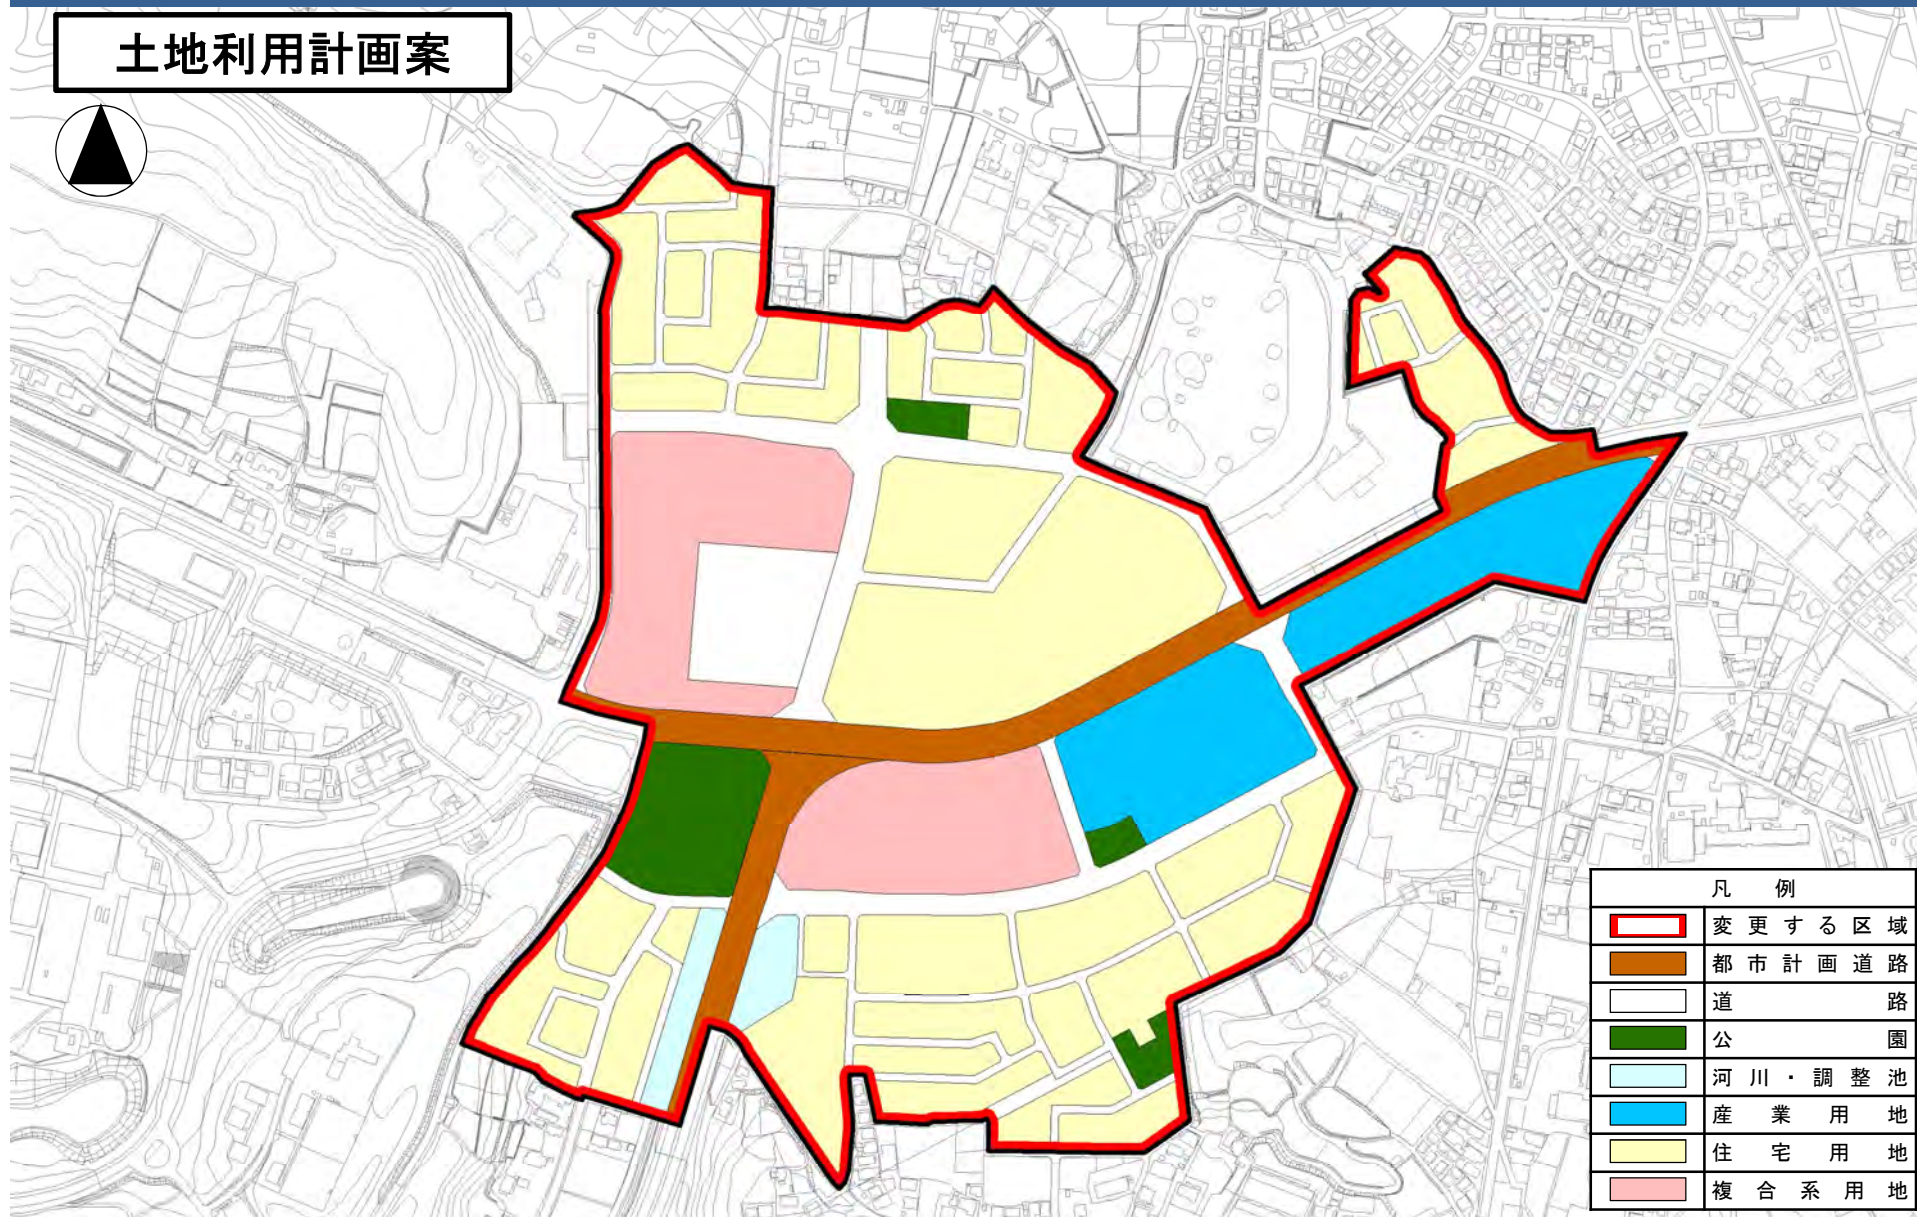 土地利用計画案
凡例
変更する区域
都市計画道路
道路
公園
河川・調整池
産業用地
住宅用地
複合系用地